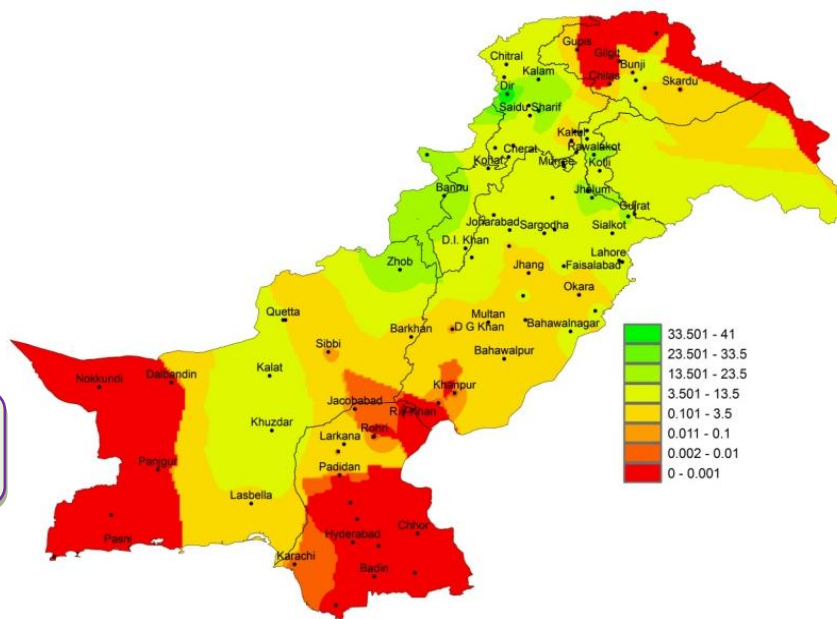 Chitral
Gupis
Gilgit
Bunji
Kalam
Chilas
Skardu
Dir
Saidu Sharif
Kakul
Cherat
Rawalakot
Kohat
Murree
Kotli
Bannu
Jhelum
Gujrat
Joharabad
Sargodha
Sialkot
D.I. Khan
Zhob
Lahore
Jhang
Faisalabad
Okara
Quetta
Multan
Barkhan
D G Khan
Bahawalnagar
Sibbi
Bahawalpur
Nokkundi
Dalbandin
Kalat
Khanpur
Jacobabad
R.Y.Khan
Khuzdar
Rohri
Larkana
Panjgur
Padidan
Lasbella
Pasni
Hyderabad
Chhor
Karachi
Badin
33.501 - 41
23.501 - 33.5
13.501 - 23.5
3.501 - 13.5
0.101 - 3.5
0.011 - 0.1
0.002 - 0.01
0 - 0.001